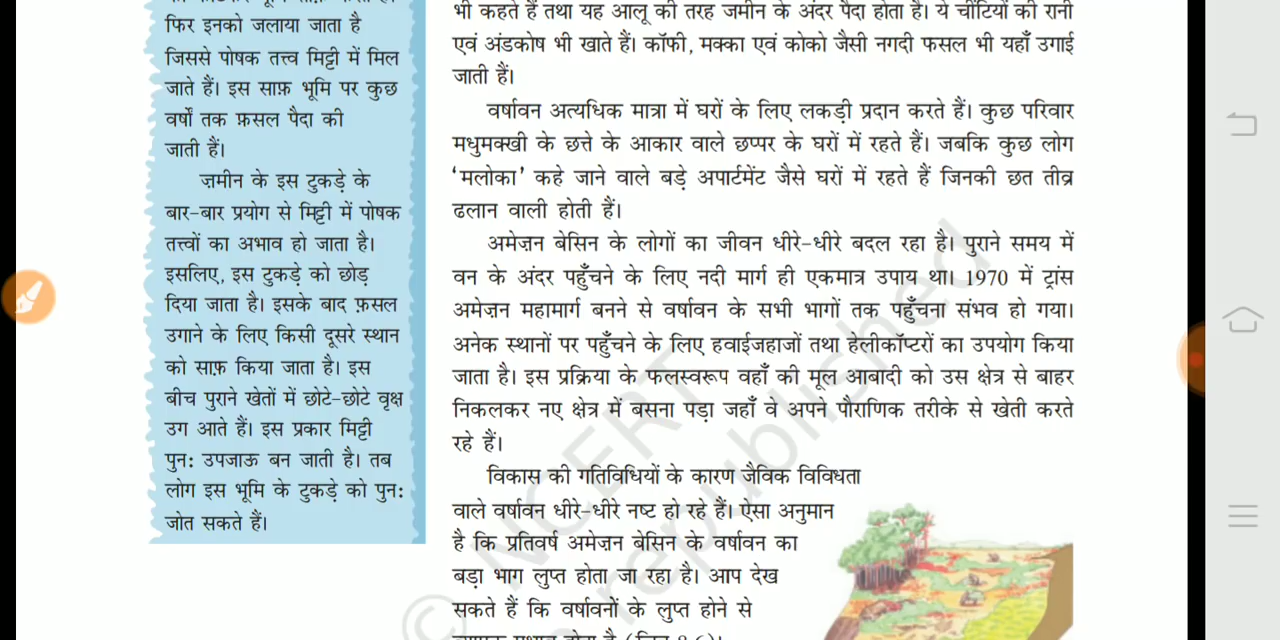 फिर इनको जलाया जाता है
जिससे पोषक तत्त्व मिट्टी में मिल
जाते हैं। इस साफ़ भूमि पर कुछ
वर्षों तक फ़सल पैदा की
जाती हैं।
ज़मीन के इस टुकड़े के
बार-बार प्रयोग से मिट्टी में पोषक
तत्त्वों का अभाव हो जाता है।
इसलिए, इस टुकड़े को छोड़
दिया जाता है। इसके बाद फ़सल
उगाने के लिए किसी दूसरे स्थान
को साफ़ किया जाता है। इस
बीच पुराने खेतों में छोटे-छोटे वृक्ष
उग आते हैं। इस प्रकार मिट्टी
पुन: उपजाऊ बन जाती है। तब
लोग इस भूमि के टुकड़े को पुन:
जोत सकते हैं।
भी कहते हैं तथा यह आलू की तरह जमीन के अंदर पैदा होता है। ये चींटियों की रानी
एवं अंडकोष भी खाते हैं। कॉफी, मक्का एवं कोको जैसी नगदी फसल भी यहाँ उगाई
जाती हैं।
वर्षावन अत्यधिक मात्रा में घरों के लिए लकड़ी प्रदान करते हैं। कुछ परिवार
मधुमक्खी के छत्ते के आकार वाले छप्पर के घरों में रहते हैं। जबकि कुछ लोग
‘मलोका’ कहे जाने वाले बड़े अपार्टमेंट जैसे घरों में रहते हैं जिनकी छत तीव्र
ढलान वाली होती हैं।
अमेज़न बेसिन के लोगों का जीवन धीरे-धीरे बदल रहा है। पुराने समय में
वन के अंदर पहुँचने के लिए नदी मार्ग ही एकमात्र उपाय था। 1970 में ट्रांस
अमेज़न महामार्ग बनने से वर्षावन के सभी भागों तक पहुँचना संभव हो गया।
अनेक स्थानों पर पहुँचने के लिए हवाईजहाजों तथा हेलीकॉप्टरों का उपयोग किया
जाता है। इस प्रक्रिया के फलस्वरूप वहाँ की मूल आबादी को उस क्षेत्र से बाहर
निकलकर नए क्षेत्र में बसना पड़ा जहाँ वे अपने पौराणिक तरीके से खेती करते
रहे हैं।
विकास की गतिविधियों के कारण जैविक विविधता
वाले वर्षावन धीरे-धीरे नष्ट हो रहे हैं। ऐसा अनुमान
है कि प्रतिवर्ष अमेज़न बेसिन के वर्षावन का
बड़ा भाग लुप्त होता जा रहा है। आप देख
सकते हैं कि वर्षावनों के लुप्त होने से
© NCERT
republished